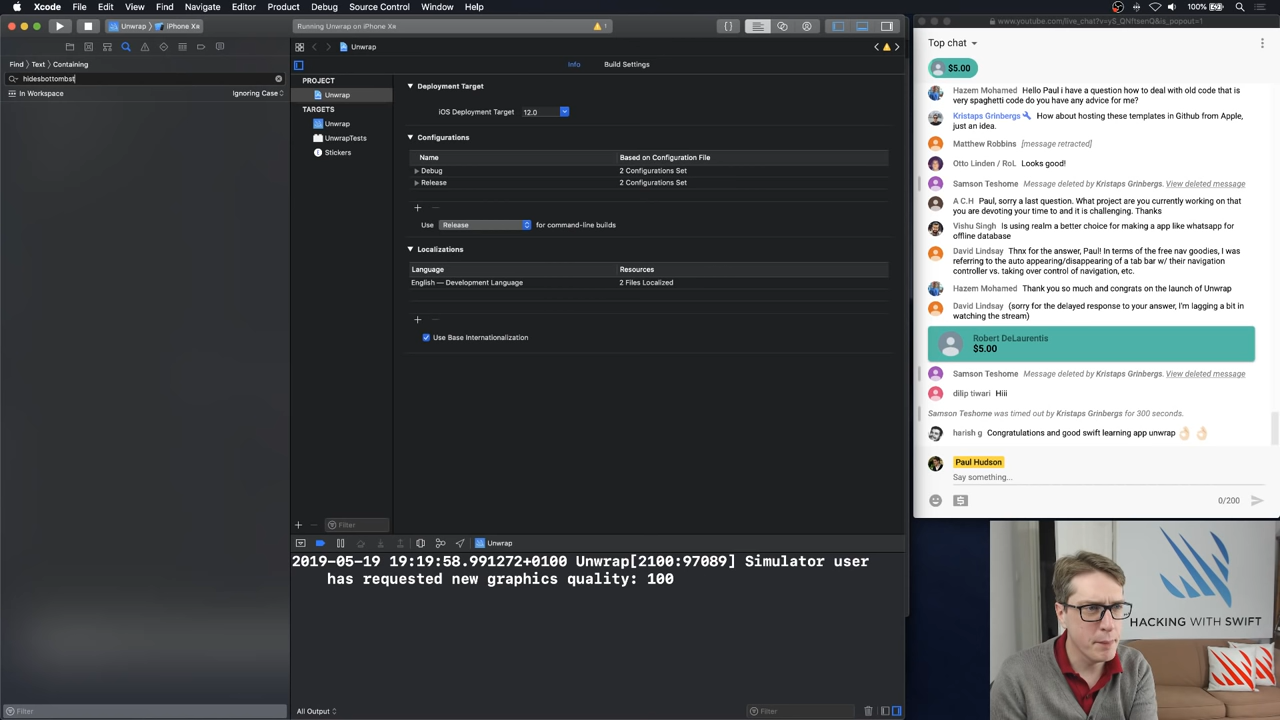 Xcode File Edit View Find Navigate Editor Product Debug Source Control Window Help
100%
Unwrap
iPhone Xʀ
Running Unwrap on iPhone Xʀ
1
www.youtube.com/live_chat?v=yS_QNftsenQ&is_popout=1
Find
Text
Containing
hidesbottombst
In Workspace
Ignoring Case
Filter
Unwrap
Info
Build Settings
PROJECT
Unwrap
TARGETS
Unwrap
UnwrapTests
Stickers
Filter
Deployment Target
iOS Deployment Target 12.0
Configurations
Name Based on Configuration File
Debug 2 Configurations Set
Release 2 Configurations Set
Use Release for command-line builds
Localizations
Language Resources
English — Development Language 2 Files Localized
Use Base Internationalization
Unwrap
2019-05-19 19:19:58.991272+0100 Unwrap[2100:97089] Simulator user
has requested new graphics quality: 100
All Output
Filter
Top chat
$5.00
Hazem Mohamed Hello Paul i have a question how to deal with old code that is
very spaghetti code do you have any advice for me?
Kristaps Grinbergs How about hosting these templates in Github from Apple,
just an idea.
Matthew Robbins [message retracted]
Otto Linden / RoL Looks good!
Samson Teshome Message deleted by Kristaps Grinbergs. View deleted message
A.C.H Paul, sorry a last question. What project are you currently working on that
you are devoting your time to and it is challenging. Thanks
Vishu Singh Is using realm a better choice for making a app like whatsapp for
offline database
David Lindsay Thnx for the answer, Paul! In terms of the free nav goodies, I was
referring to the auto appearing/disappearing of a tab bar w/ their navigation
controller vs. taking over control of navigation, etc.
Hazem Mohamed Thank you so much and congrats on the launch of Unwrap
David Lindsay (sorry for the delayed response to your answer, I'm lagging a bit in
watching the stream)
Robert DeLaurentis
$5.00
Samson Teshome Message deleted by Kristaps Grinbergs. View deleted message
dilip tiwari Hiii
Samson Teshome was timed out by Kristaps Grinbergs for 300 seconds.
harish g Congratulations and good swift learning app unwrap 👌🏻 👌🏻
Paul Hudson
Say something...
0/200
HACKING WITH SWIFT